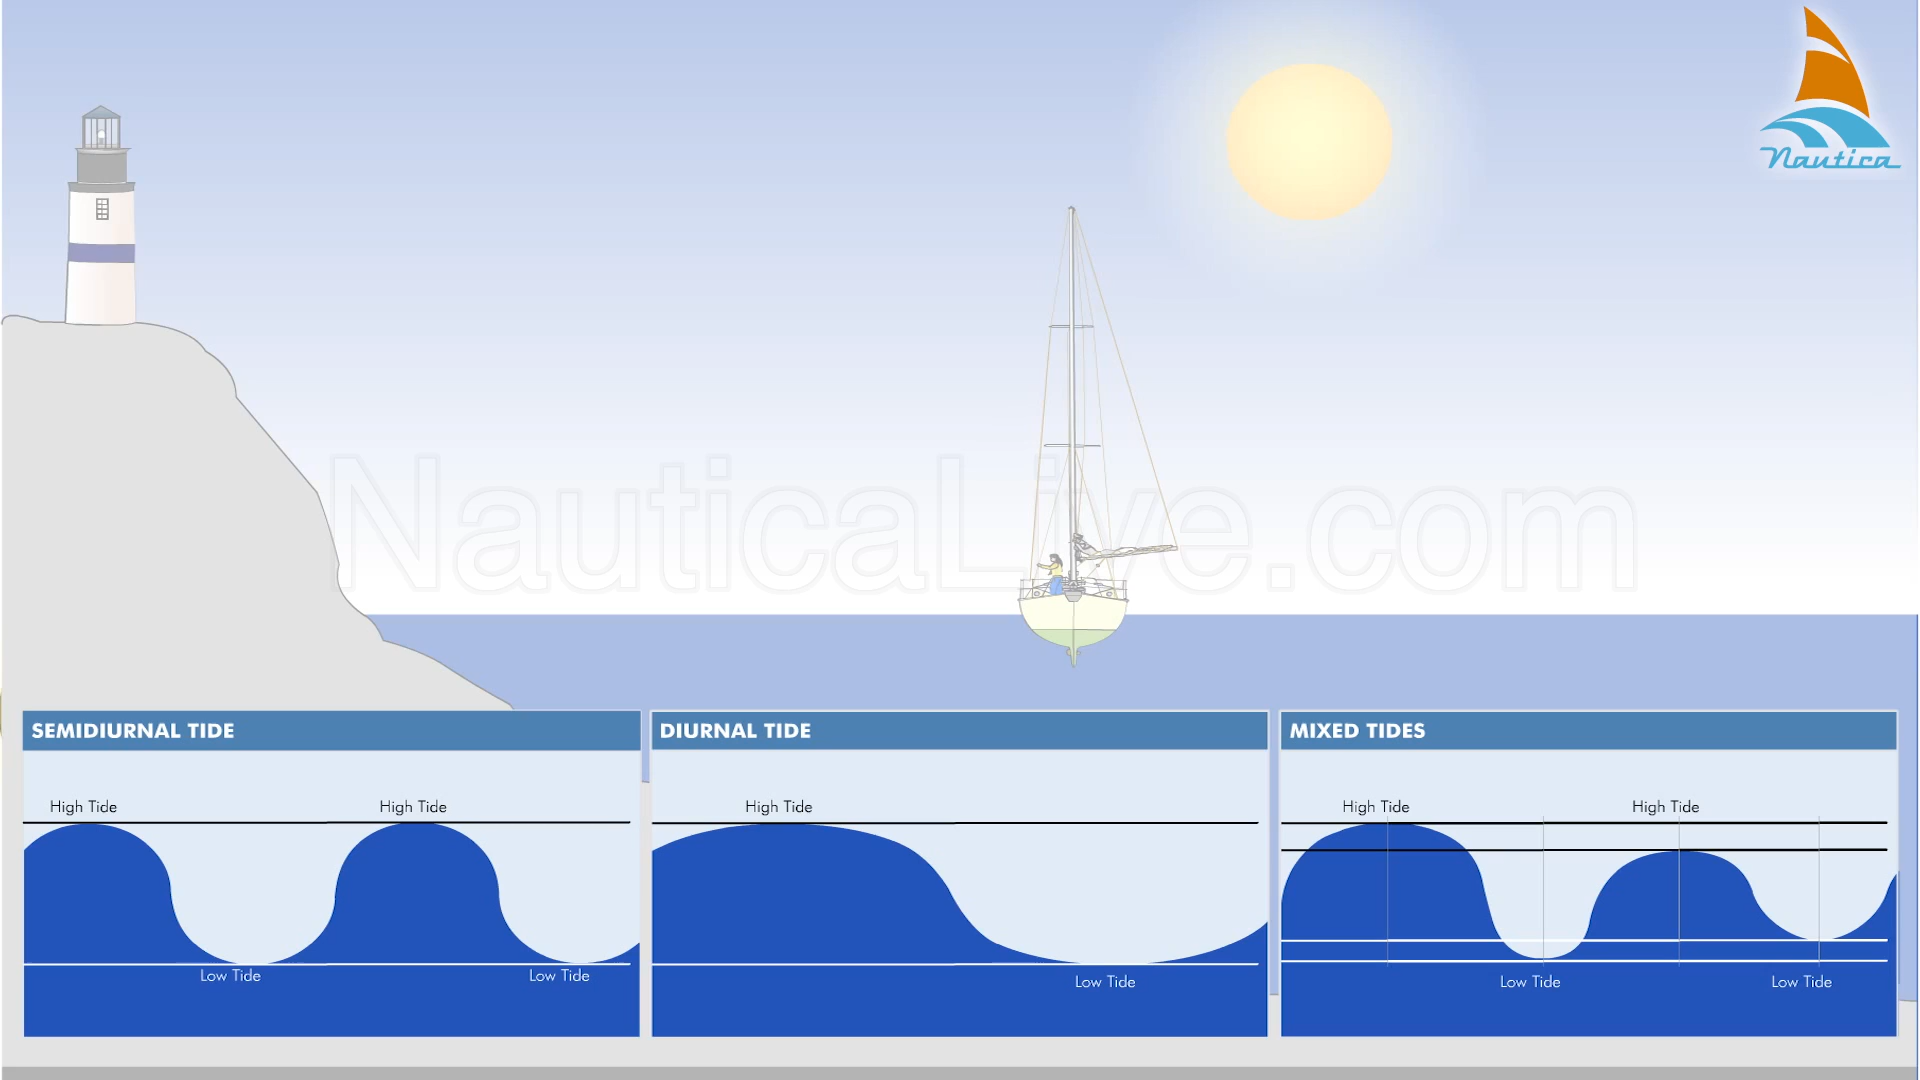 Nautica
NauticaLive.com
SEMIDIURNAL TIDE
High Tide
High Tide
Low Tide
Low Tide
DIURNAL TIDE
High Tide
Low Tide
MIXED TIDES
High Tide
High Tide
Low Tide
Low Tide